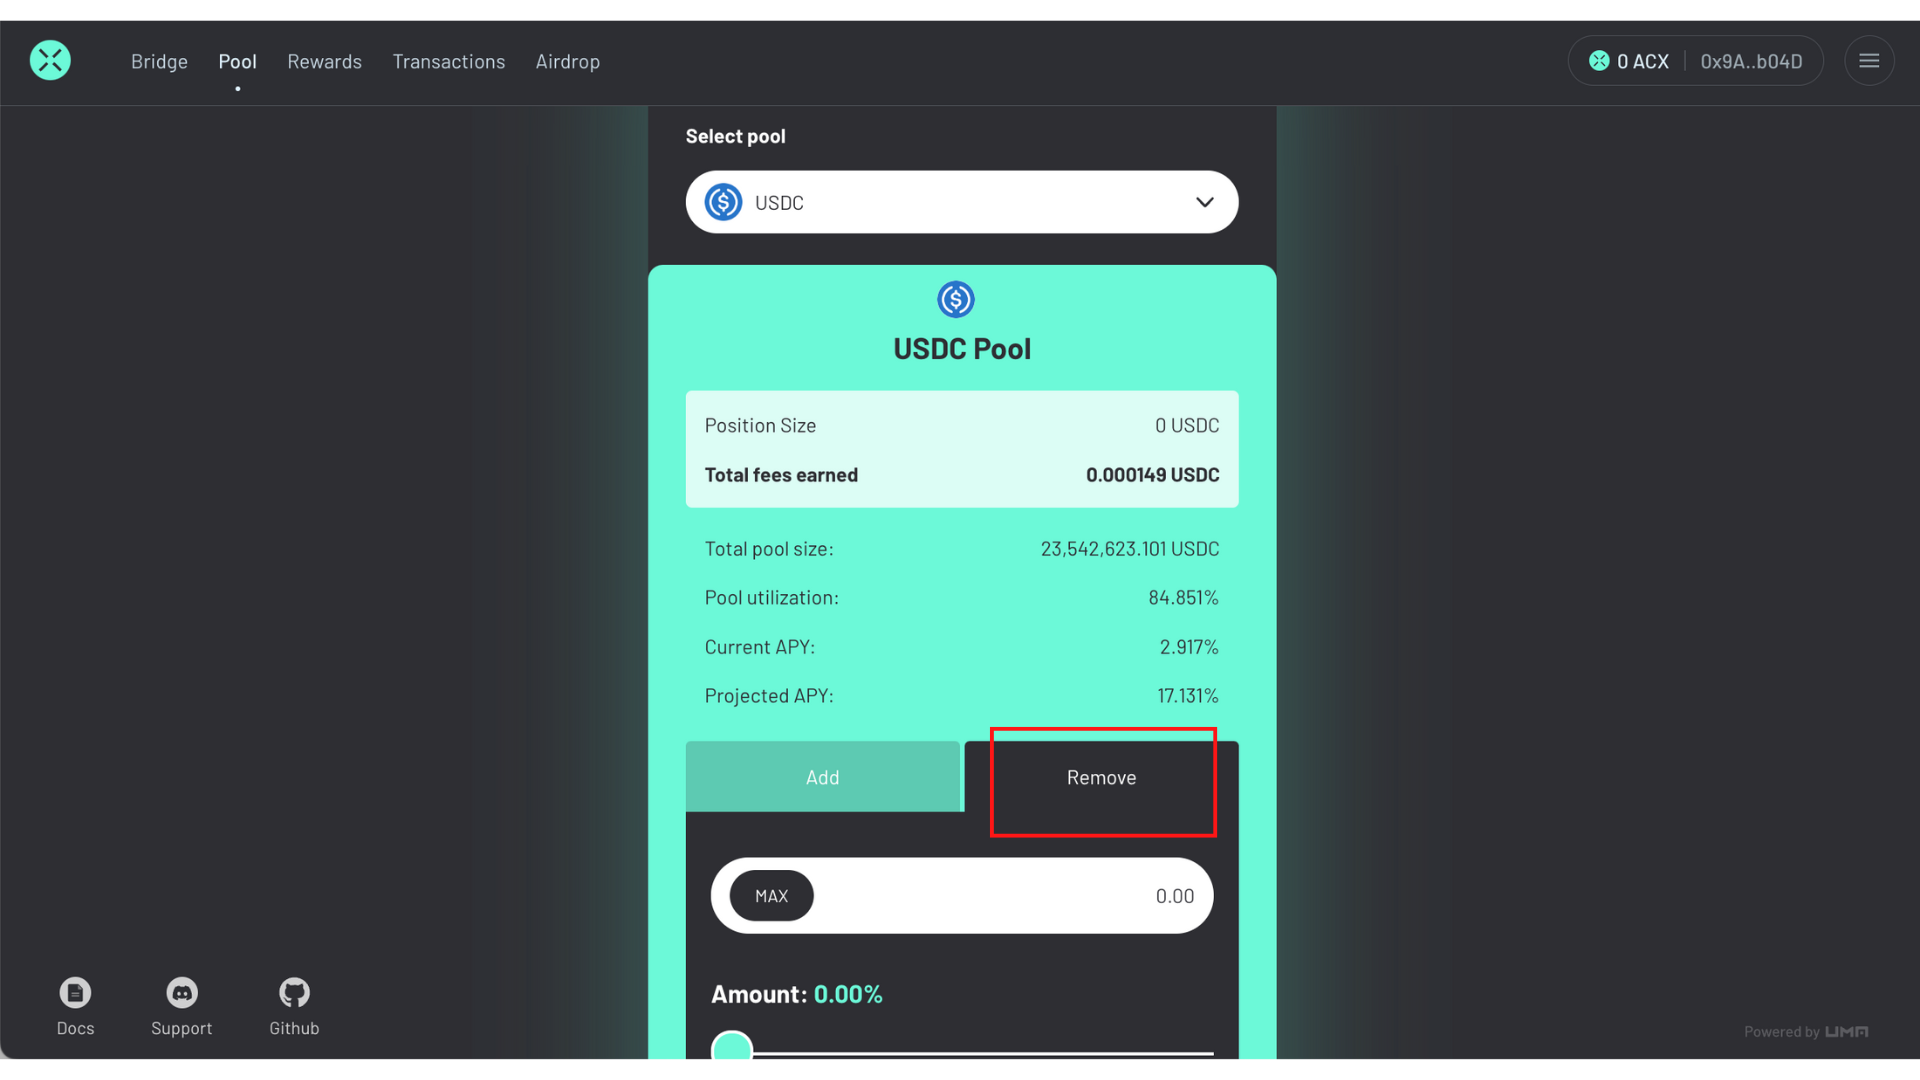 Bridge Pool Rewards Transactions Airdrop 0 ACX 0x9A..b04D
Select pool
USDC
USDC Pool
Position Size 0 USDC
Total fees earned 0.000149 USDC
Total pool size: 23,542,623.101 USDC
Pool utilization: 84.851%
Current APY: 2.917%
Projected APY: 17.131%
Add Remove
MAX 0.00
Amount: 0.00%
Docs Support Github
Powered by UMA